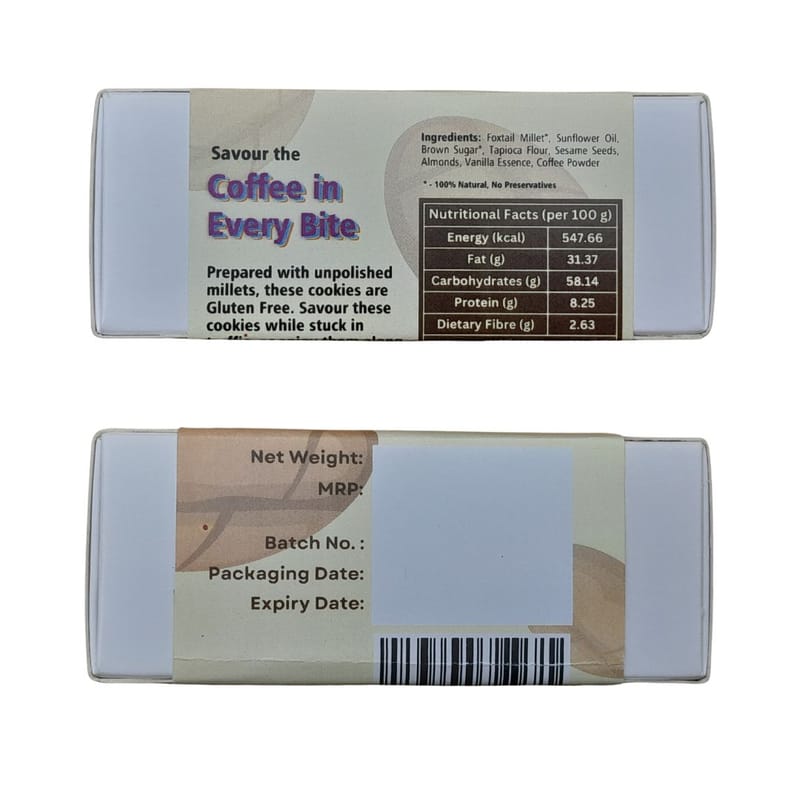 Savour the
Coffee in
Every Bite
Prepared with unpolished
millets, these cookies are
Gluten Free. Savour these
cookies while stuck in
Ingredients: Foxtail Millet*, Sunflower Oil,
Brown Sugar*, Tapioca Flour, Sesame Seeds,
Almonds, Vanilla Essence, Coffee Powder
* - 100% Natural, No Preservatives
Nutritional Facts (per 100 g)
Energy (kcal) 547.66
Fat (g) 31.37
Carbohydrates (g) 58.14
Protein (g) 8.25
Dietary Fibre (g) 2.63
Net Weight:
MRP:
Batch No. :
Packaging Date:
Expiry Date: